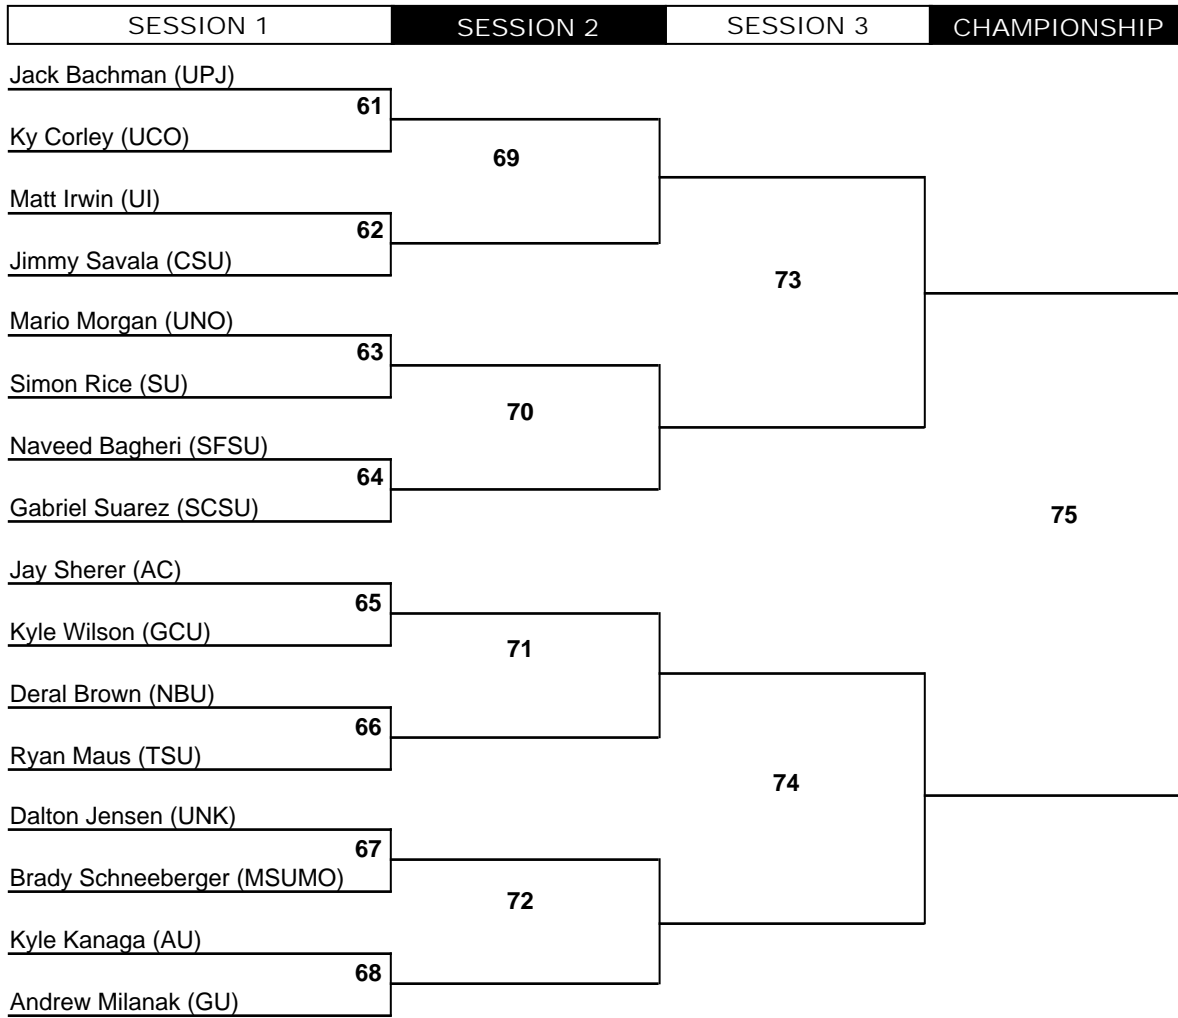 SESSION 1 SESSION 2 SESSION 3 CHAMPIONSHIP
Jack Bachman (UPJ)
61
Ky Corley (UCO)
69
Matt Irwin (UI)
62
Jimmy Savala (CSU)
73
Mario Morgan (UNO)
63
Simon Rice (SU)
70
Naveed Bagheri (SFSU)
64
Gabriel Suarez (SCSU)
75
Jay Sherer (AC)
65
Kyle Wilson (GCU)
71
Deral Brown (NBU)
66
Ryan Maus (TSU)
74
Dalton Jensen (UNK)
67
Brady Schneeberger (MSUMO)
72
Kyle Kanaga (AU)
68
Andrew Milanak (GU)